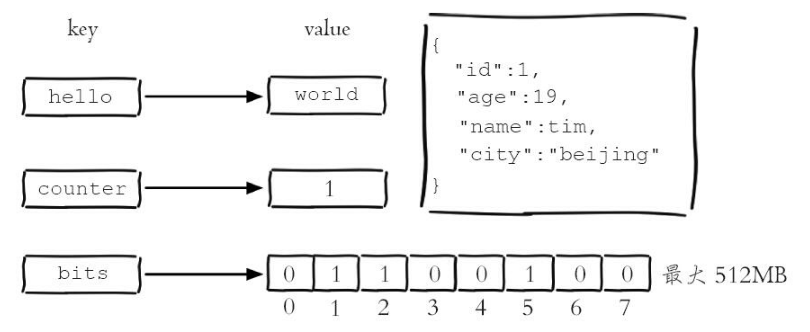 key value
hello world
counter 1
bits 0 1 1 0 0 1 0 0 最大 512MB
0 1 2 3 4 5 6 7
{
"id":1,
"age":19,
"name":tim,
"city":"beijing"
}